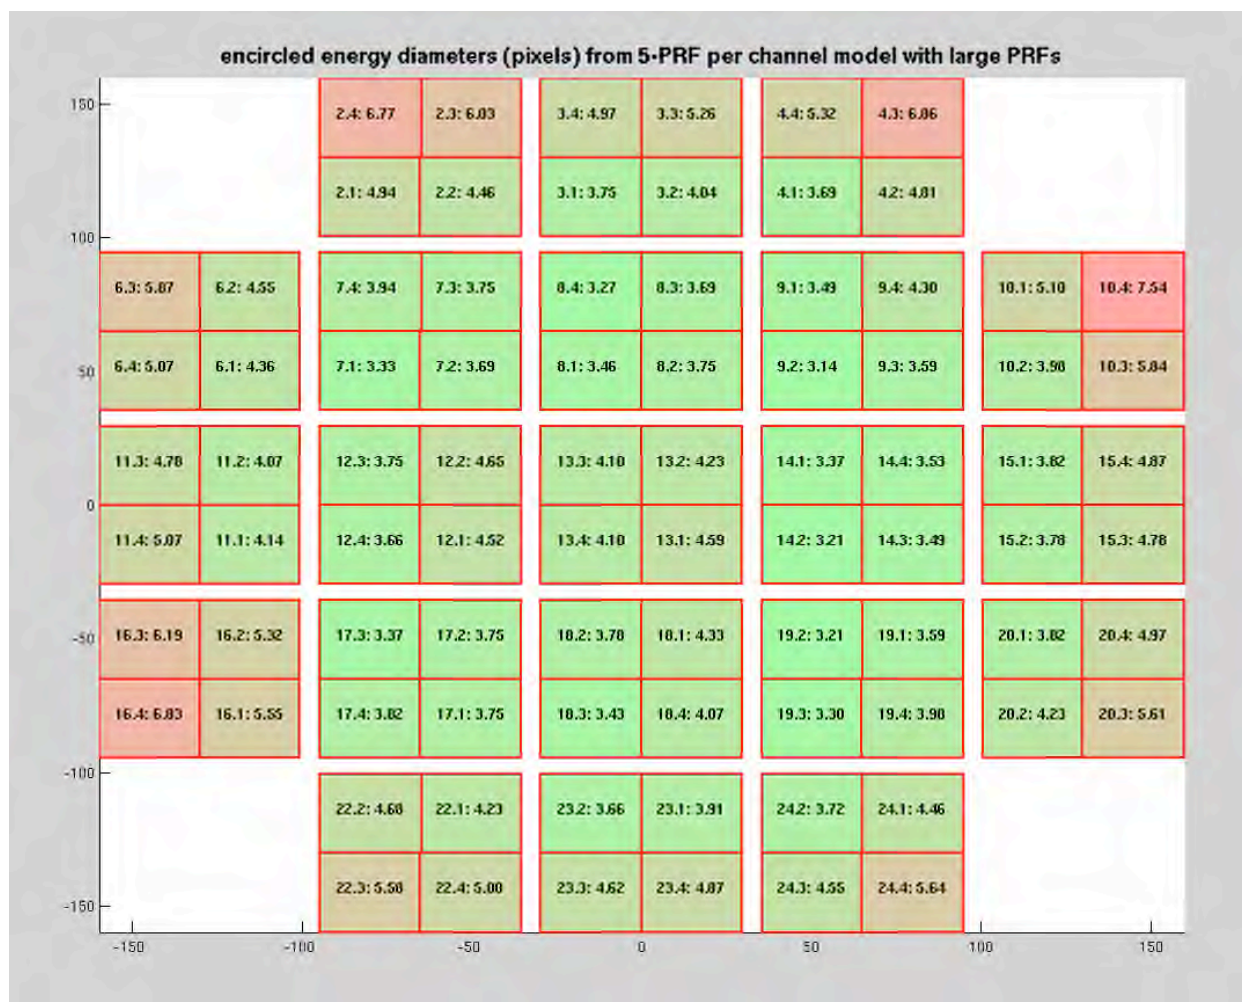 encircled energy diameters (pixels) from 5-PRF per channel model with large PRFs
150
2.4: 6.77 2.3: 6.03 3.4: 4.97 3.3: 5.26 4.4: 5.32 4.3: 6.86
2.1: 4.94 2.2: 4.46 3.1: 3.75 3.2: 4.04 4.1: 3.69 4.2: 4.81
100
6.3: 5.87 6.2: 4.55 7.4: 3.94 7.3: 3.75 8.4: 3.27 8.3: 3.69 9.1: 3.49 9.4: 4.30 10.1: 5.10 10.4: 7.54
50 6.4: 5.07 6.1: 4.36 7.1: 3.33 7.2: 3.69 8.1: 3.46 8.2: 3.75 9.2: 3.14 9.3: 3.59 10.2: 3.98 10.3: 5.84
11.3: 4.78 11.2: 4.07 12.3: 3.75 12.2: 4.65 13.3: 4.10 13.2: 4.23 14.1: 3.37 14.4: 3.53 15.1: 3.82 15.4: 4.87
0
11.4: 5.07 11.1: 4.14 12.4: 3.66 12.1: 4.52 13.4: 4.10 13.1: 4.59 14.2: 3.21 14.3: 3.49 15.2: 3.78 15.3: 4.78
-50 16.3: 6.19 16.2: 5.32 17.3: 3.37 17.2: 3.75 18.2: 3.78 18.1: 4.33 19.2: 3.21 19.1: 3.59 20.1: 3.82 20.4: 4.97
16.4: 6.83 16.1: 5.55 17.4: 3.82 17.1: 3.75 18.3: 3.43 18.4: 4.07 19.3: 3.30 19.4: 3.98 20.2: 4.23 20.3: 5.61
-100
22.2: 4.68 22.1: 4.23 23.2: 3.66 23.1: 3.91 24.2: 3.72 24.1: 4.46
22.3: 5.58 22.4: 5.00 23.3: 4.62 23.4: 4.87 24.3: 4.55 24.4: 5.64
-150
-150 -100 -50 0 50 100 150